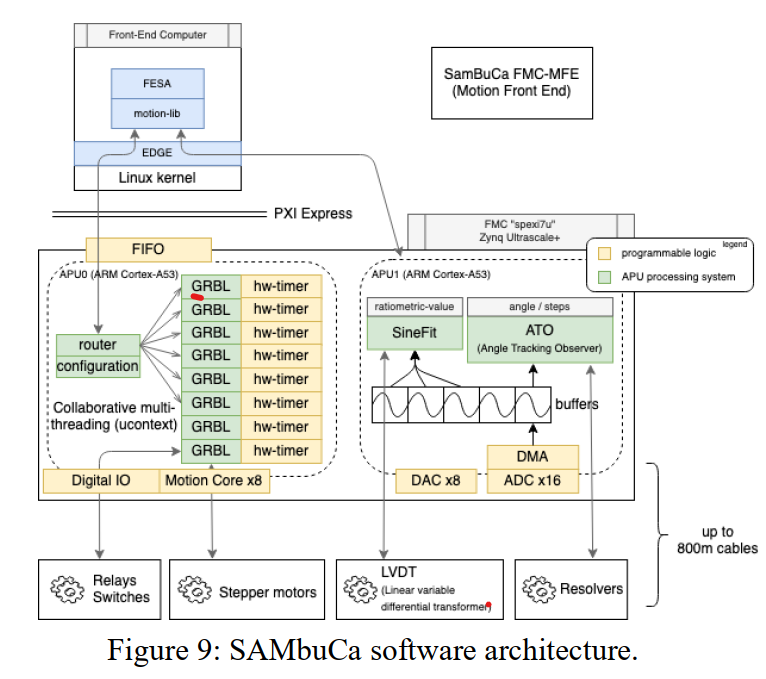 Front-End Computer
FESA
motion-lib
EDGE
Linux kernel
SamBuCa FMC-MFE
(Motion Front End)
PXI Express
FMC "spexi7u"
Zynq Ultrascale+
legend
programmable logic
APU processing system
FIFO
APU0 (ARM Cortex-A53)
GRBL hw-timer
GRBL hw-timer
GRBL hw-timer
GRBL hw-timer
GRBL hw-timer
GRBL hw-timer
GRBL hw-timer
GRBL hw-timer
router
configuration
Collaborative multi-
threading (ucontext)
Digital IO
Motion Core x8
APU1 (ARM Cortex-A53)
ratiometric-value
SineFit
angle / steps
ATO
(Angle Tracking Observer)
buffers
DMA
DAC x8
ADC x16
up to
800m cables
Relays
Switches
Stepper motors
LVDT
(Linear variable
differential transformer)
Resolvers
Figure 9: SAMbuCa software architecture.